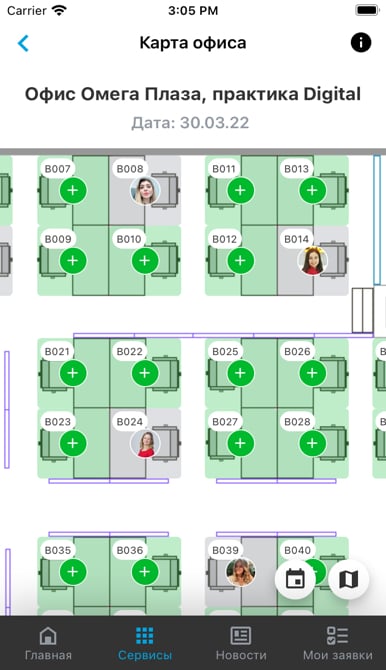 Carrier 3:05 PM
Карта офиса
Офис Омега Плаза, практика Digital
Дата: 30.03.22
B007 B008 B011 B013
B009 B010 B012 B014
B021 B022 B025 B026
B023 B024 B027 B028
B035 B036 B039 B040
Главная Сервисы Новости Мои заявки